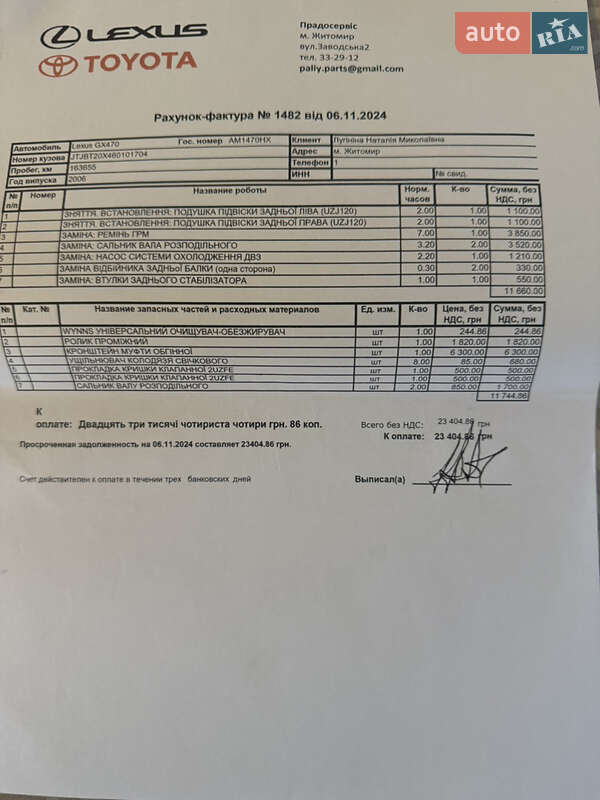 LEXUS
TOYOTA
Прадосервіс
м. Житомир
вул.Заводська2
тел. 33-29-12
pally.parts@gmail.com
auto RIA .com
Рахунок-фактура № 1482 від 06.11.2024
Автомобиль Lexus GX470 Гос. номер AM1470HX Клиент Лугініна Наталія Миколаївна
Номер кузова JTJBT20X460101704 Адрес м. Житомир
Пробег, км 163655 Телефон 1
Год випуска 2006 ИНН № свид.
№ п/п Номер Название роботы Норм. часов К-во Сумма, без НДС, грн
1 ЗНЯТТЯ. ВСТАНОВЛЕННЯ: ПОДУШКА ПІДВІСКИ ЗАДНЬОЇ ЛІВА (UZJ120) 2.00 1.00 1 100.00
2 ЗНЯТТЯ. ВСТАНОВЛЕННЯ: ПОДУШКА ПІДВІСКИ ЗАДНЬОЇ ПРАВА (UZJ120) 2.00 1.00 1 100.00
3 ЗАМІНА: РЕМІНЬ ГРМ 7.00 1.00 3 850.00
ЗАМІНА: САЛЬНИК ВАЛА РОЗПОДІЛЬНОГО 3.20 2.00 3 520.00
ЗАМІНА: НАСОС СИСТЕМИ ОХОЛОДЖЕННЯ ДВЗ 2.20 1.00 1 210.00
ЗАМІНА ВІДБІЙНИКА ЗАДНЬОЇ БАЛКИ (одна сторона) 0.30 2.00 330.00
ЗАМІНА: ВТУЛКИ ЗАДНЬОГО СТАБІЛІЗАТОРА 1.00 1.00 550.00
11 660.00
№ п/п Кат. № Название запасных частей и расходных материалов Ед. изм. К-во Цена, без НДС, грн Сумма, без НДС, грн
1 WYNNS УНІВЕРСАЛЬНИЙ ОЧИЩУВАЧ-ОБЕЗЖИРУВАЧ шт 1.00 244.86 244.86
2 РОЛИК ПРОМІЖНИЙ шт 1.00 1 820.00 1 820.00
3 КРОНШТЕЙН МУФТИ ОБГІННОЇ шт 1.00 6 300.00 6 300.00
4 УЩІЛЬНЮВАЧ КОЛОДЯЗЯ СВІЧКОВОГО шт 8.00 85.00 680.00
5 ПРОКЛАДКА КРИШКИ КЛАПАННОЇ 2UZFE шт 1.00 500.00 500.00
6 ПРОКЛАДКА КРИШКИ КЛАПАННОЇ 2UZFE шт 1.00 500.00 500.00
7 САЛЬНИК ВАЛУ РОЗПОДІЛЬНОГО шт 2.00 850.00 1 700.00
11 744.86
К
оплате: Двадцять три тисячі чотириста чотири грн. 86 коп. Всего без НДС: 23 404.86 грн
К оплате: 23 404.86 грн
Просроченная задолженность на 06.11.2024 составляет 23404.86 грн.
Счет действителен к оплате в течении трех банковских дней Выписал(а)